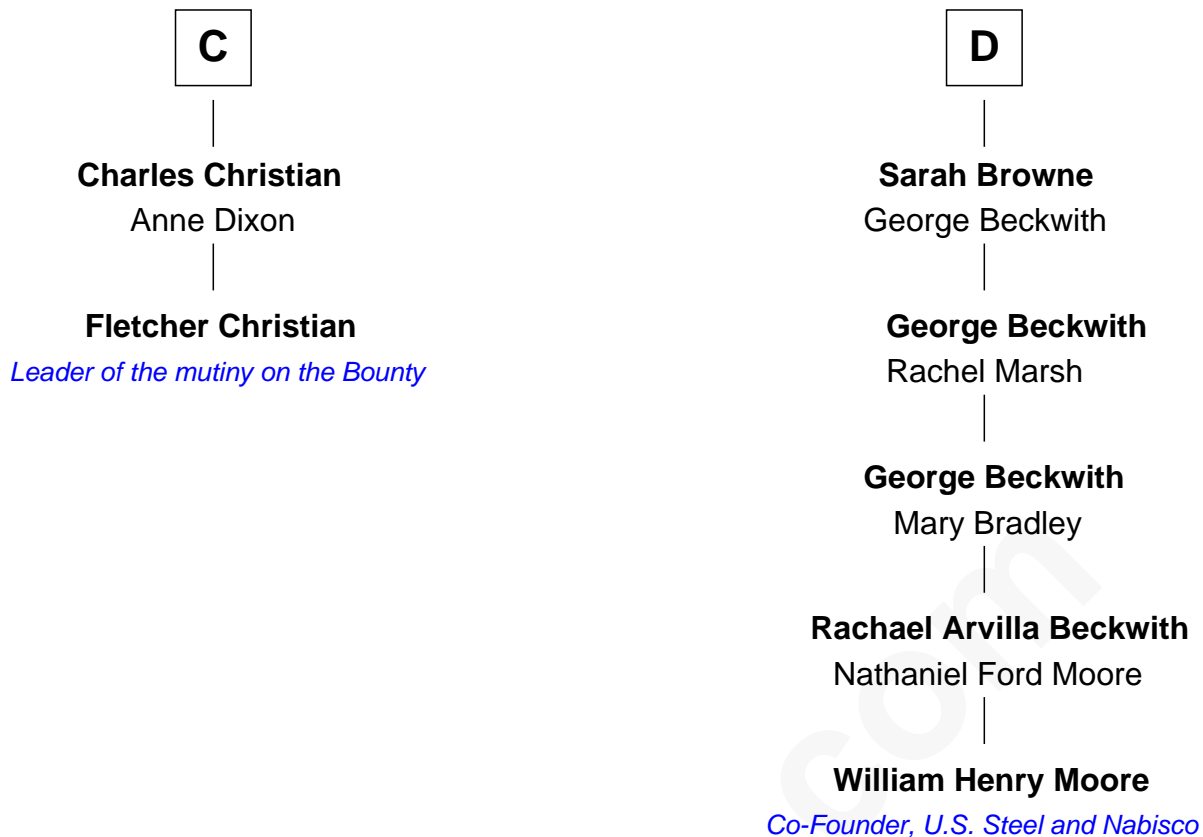 C
Charles Christian
Anne Dixon
Fletcher Christian
Leader of the mutiny on the Bounty
D
Sarah Browne
George Beckwith
George Beckwith
Rachel Marsh
George Beckwith
Mary Bradley
Rachael Arvilla Beckwith
Nathaniel Ford Moore
William Henry Moore
Co-Founder, U.S. Steel and Nabisco
com